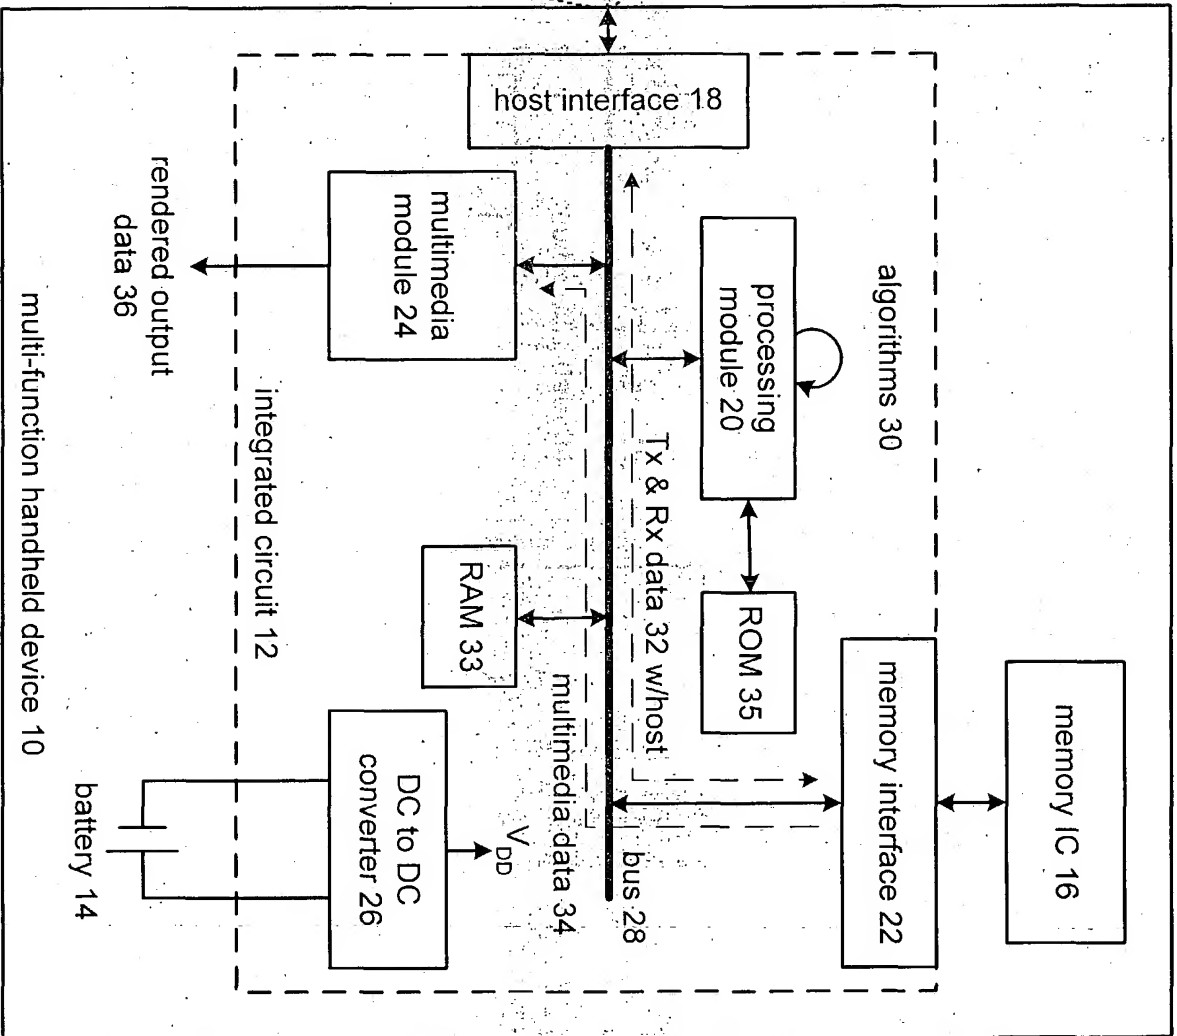 host interface 18
algorithms 30
processing
module 20
ROM 35
memory interface 22
memory IC 16
Tx & Rx data 32 w/host
bus 28
multimedia
module 24
RAM 33
multimedia data 34
V_DD
DC to DC
converter 26
rendered output
data 36
integrated circuit 12
battery 14
multi-function handheld device 10